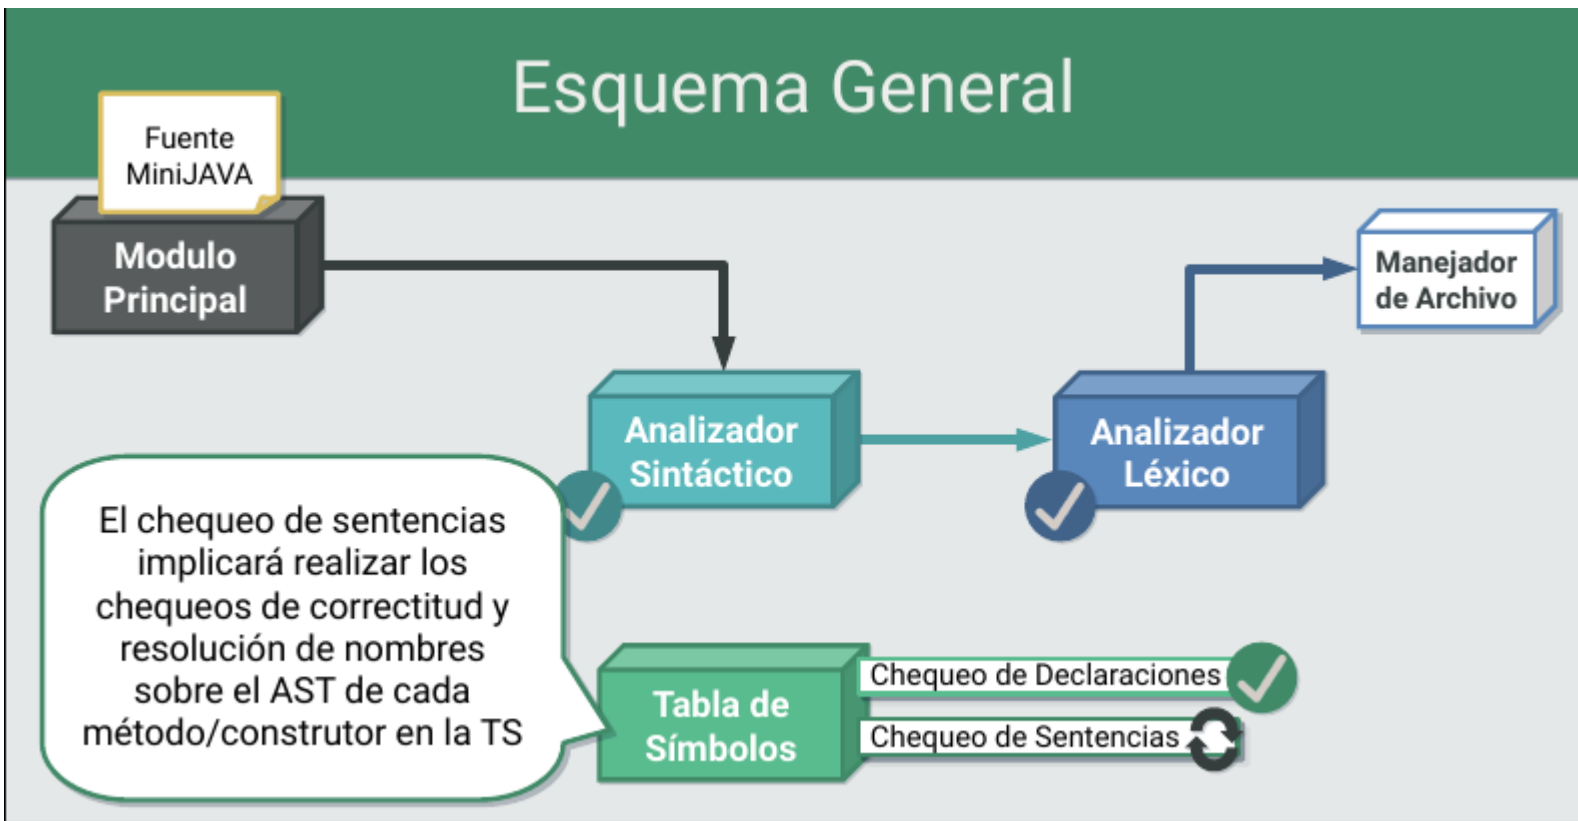 Esquema General
Fuente
MiniJAVA
Modulo
Principal
Manejador
de Archivo
Analizador
Sintáctico
Analizador
Léxico
El chequeo de sentencias
implicará realizar los
chequeos de correctitud y
resolución de nombres
sobre el AST de cada
método/construtor en la TS
Tabla de
Símbolos
Chequeo de Declaraciones
Chequeo de Sentencias